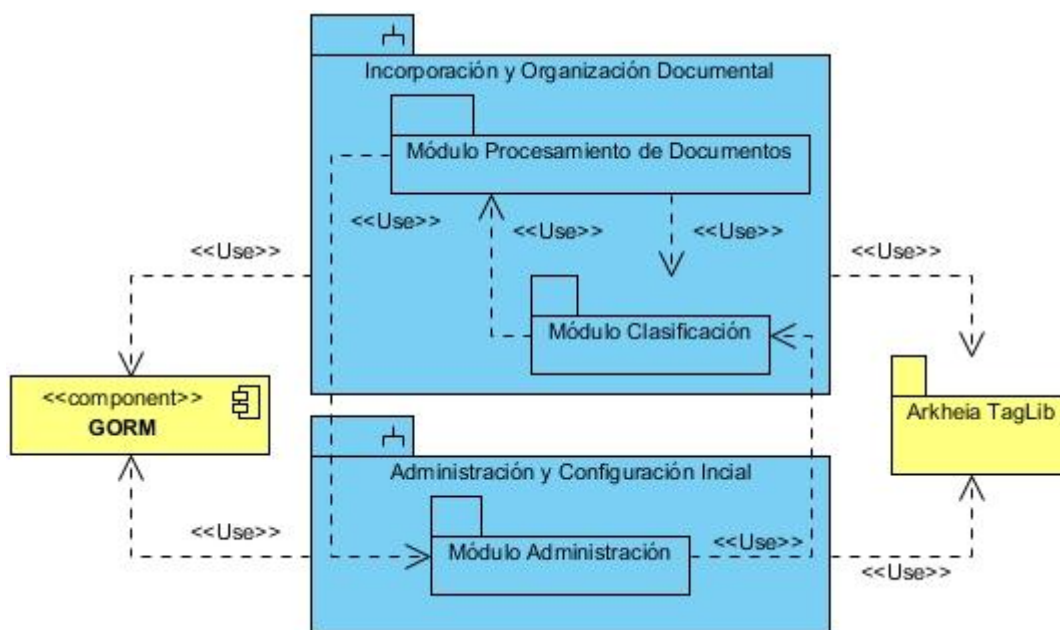 Incorporación y Organización Documental
Módulo Procesamiento de Documentos
<<Use>>
<<Use>>
<<Use>>
<<Use>>
<<Use>>
Módulo Clasificación
<<component>>
GORM
Arkheia TagLib
Administración y Configuración Incial
<<Use>>
Módulo Administración
<<Use>>
<<Use>>